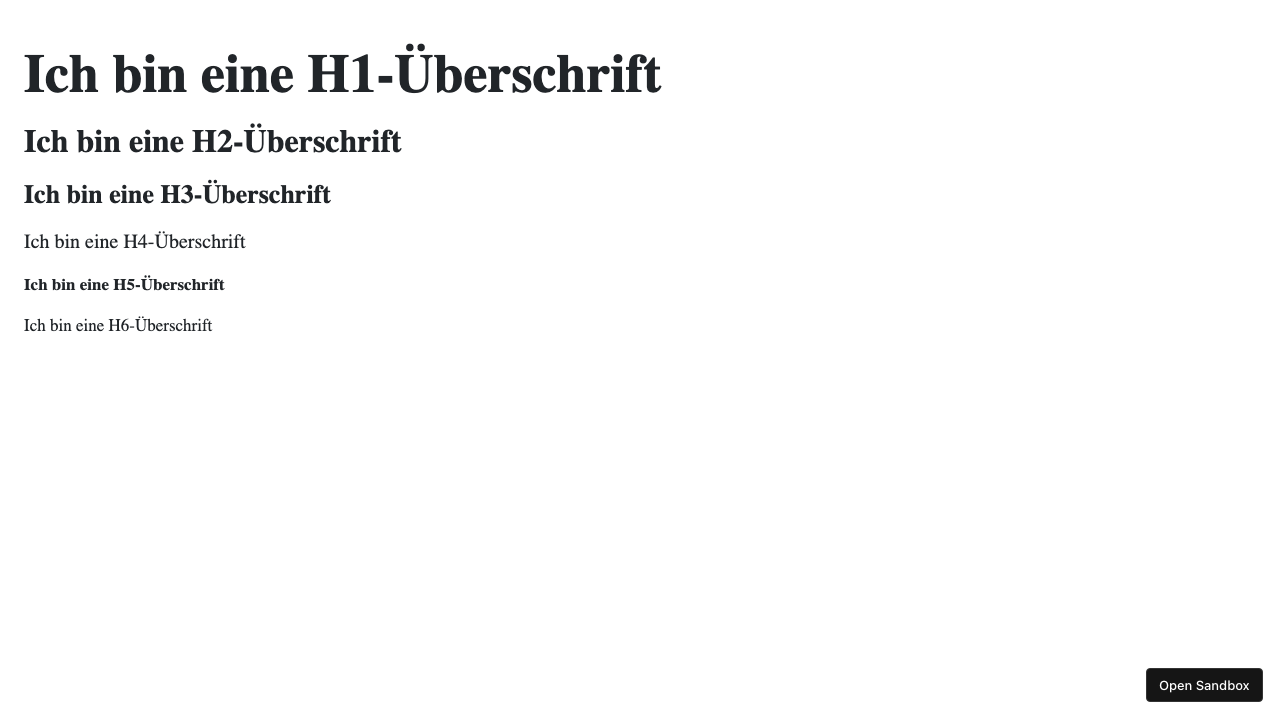 Ich bin eine H1-Überschrift
Ich bin eine H2-Überschrift
Ich bin eine H3-Überschrift
Ich bin eine H4-Überschrift
Ich bin eine H5-Überschrift
Ich bin eine H6-Überschrift
Open Sandbox